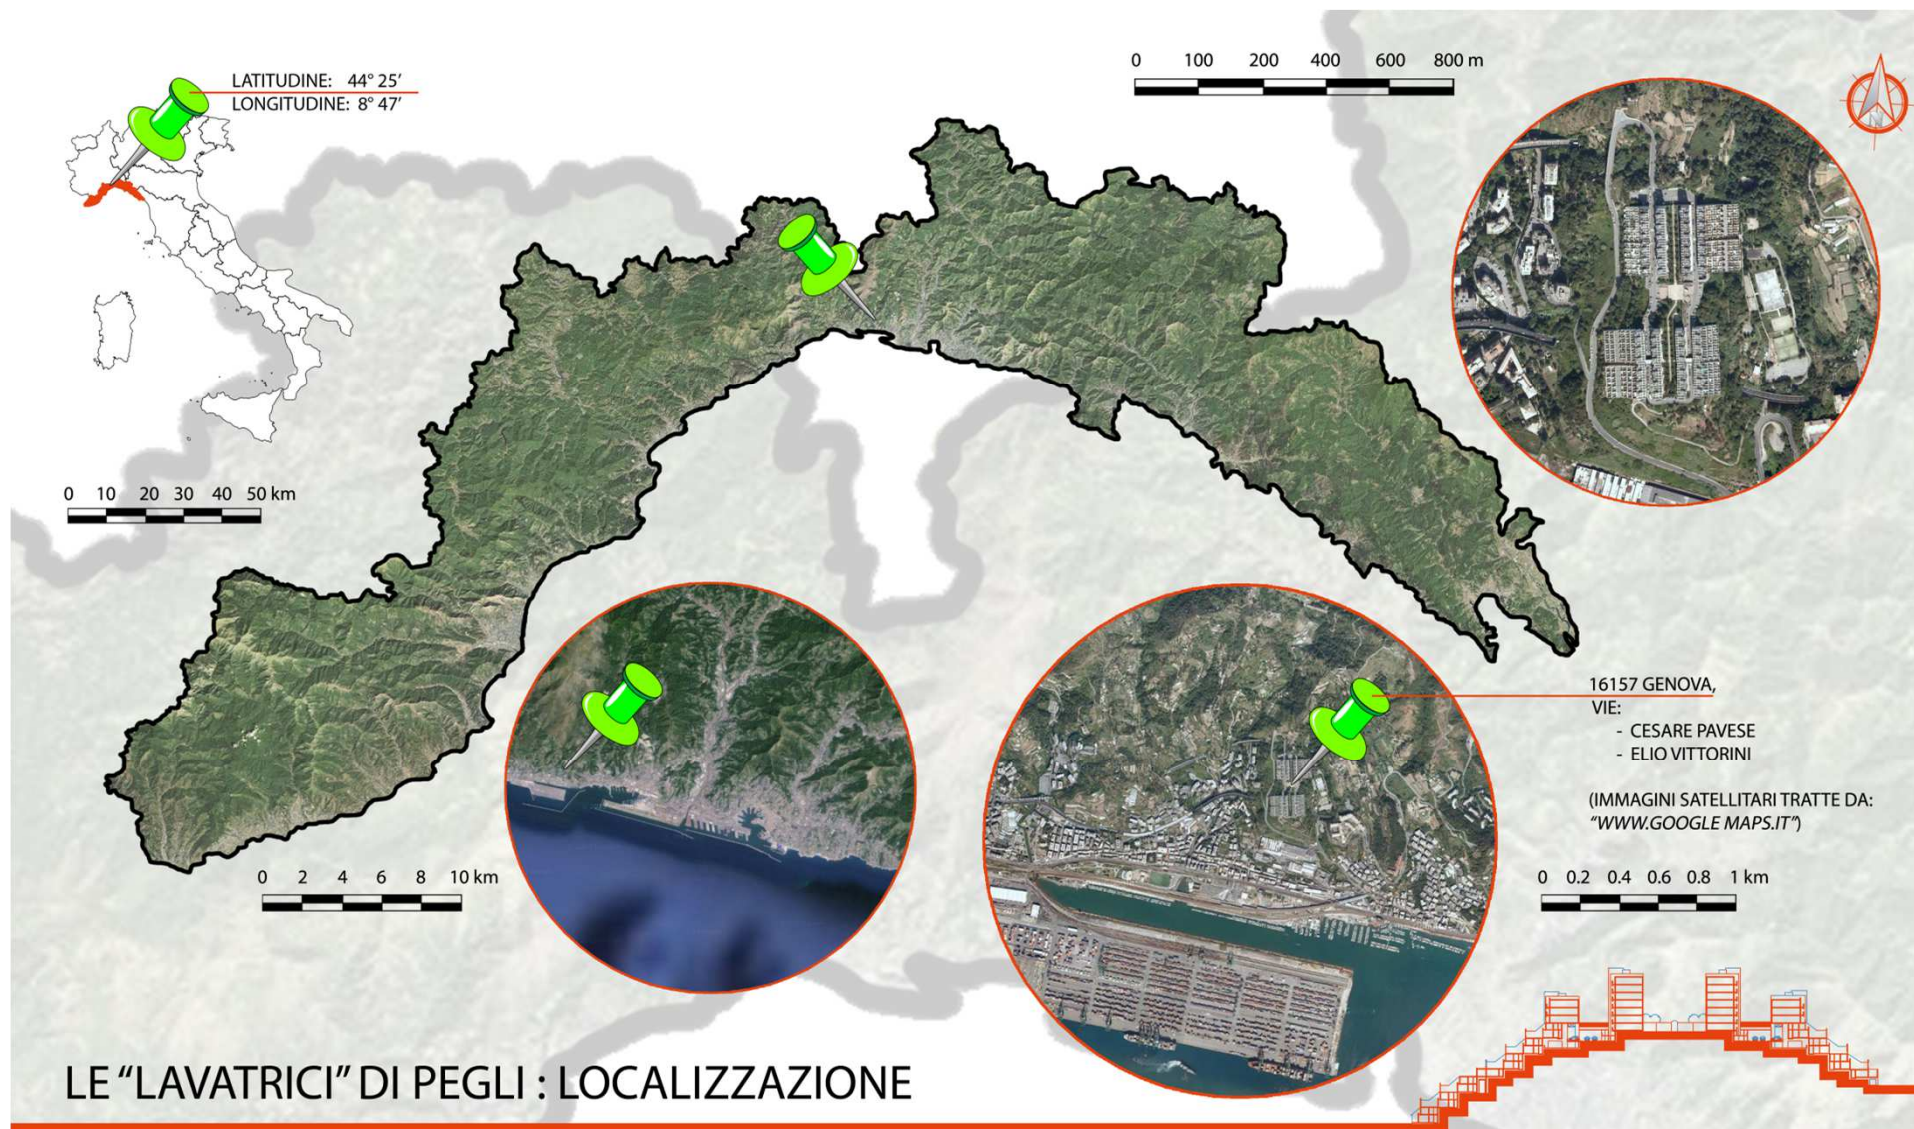 LATITUDINE: 44° 25'
LONGITUDINE: 8° 47'
0 100 200 400 600 800 m
N
0 10 20 30 40 50 km
16157 GENOVA,
VIE:
- CESARE PAVESE
- ELIO VITTORINI
(IMMAGINI SATELLITARI TRATTE DA:
“WWW.GOOGLE MAPS.IT”)
0 2 4 6 8 10 km
0 0.2 0.4 0.6 0.8 1 km
LE “LAVATRICI” DI PEGLI : LOCALIZZAZIONE